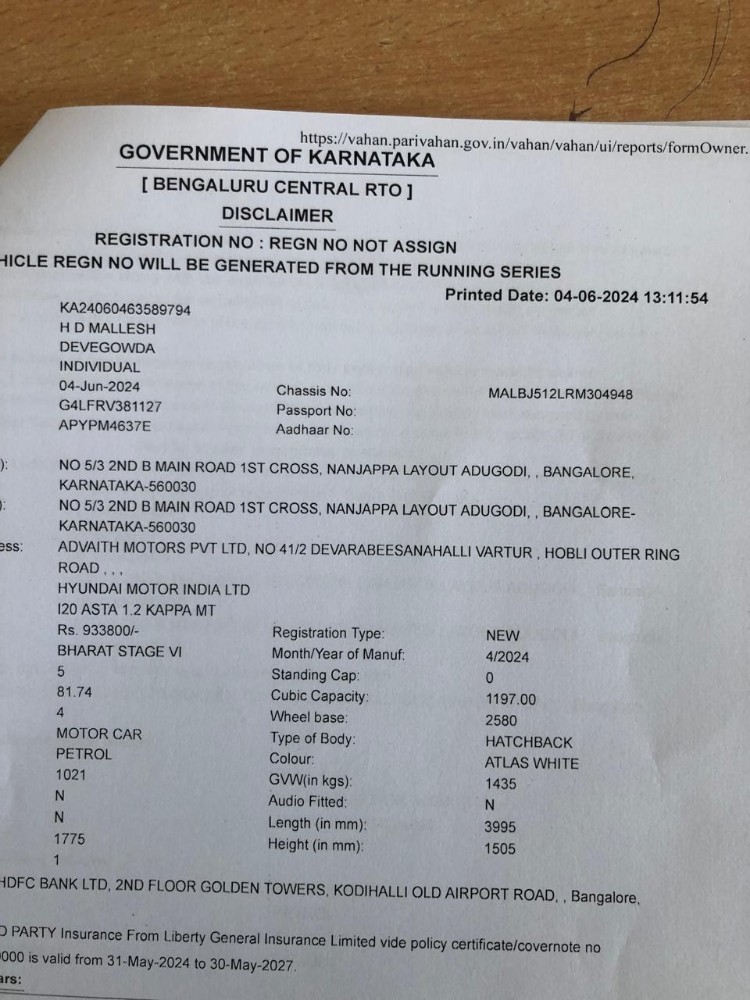 https://vahan.parivahan.gov.in/vahan/vahan/ui/reports/formOwner.
GOVERNMENT OF KARNATAKA
[ BENGALURU CENTRAL RTO ]
DISCLAIMER
REGISTRATION NO : REGN NO NOT ASSIGN
HICLE REGN NO WILL BE GENERATED FROM THE RUNNING SERIES
Printed Date: 04-06-2024 13:11:54
KA24060463589794
H D MALLESH
DEVEGOWDA
INDIVIDUAL
04-Jun-2024 Chassis No: MALBJ512LRM304948
G4LFRV381127 Passport No:
APYPM4637E Aadhaar No:
): NO 5/3 2ND B MAIN ROAD 1ST CROSS, NANJAPPA LAYOUT ADUGODI, , BANGALORE,
KARNATAKA-560030
): NO 5/3 2ND B MAIN ROAD 1ST CROSS, NANJAPPA LAYOUT ADUGODI, , BANGALORE-
KARNATAKA-560030
ess: ADVAITH MOTORS PVT LTD, NO 41/2 DEVARABEESANAHALLI VARTUR , HOBLI OUTER RING
ROAD , , ,
HYUNDAI MOTOR INDIA LTD
I20 ASTA 1.2 KAPPA MT
Rs. 933800/- Registration Type: NEW
BHARAT STAGE VI Month/Year of Manuf: 4/2024
5 Standing Cap: 0
81.74 Cubic Capacity: 1197.00
4 Wheel base: 2580
MOTOR CAR Type of Body: HATCHBACK
PETROL Colour: ATLAS WHITE
1021 GVW(in kgs): 1435
N Audio Fitted: N
N Length (in mm): 3995
1775 Height (in mm): 1505
1
HDFC BANK LTD, 2ND FLOOR GOLDEN TOWERS, KODIHALLI OLD AIRPORT ROAD, , Bangalore,
D PARTY Insurance From Liberty General Insurance Limited vide policy certificate/covernote no
000 is valid from 31-May-2024 to 30-May-2027.
ars: